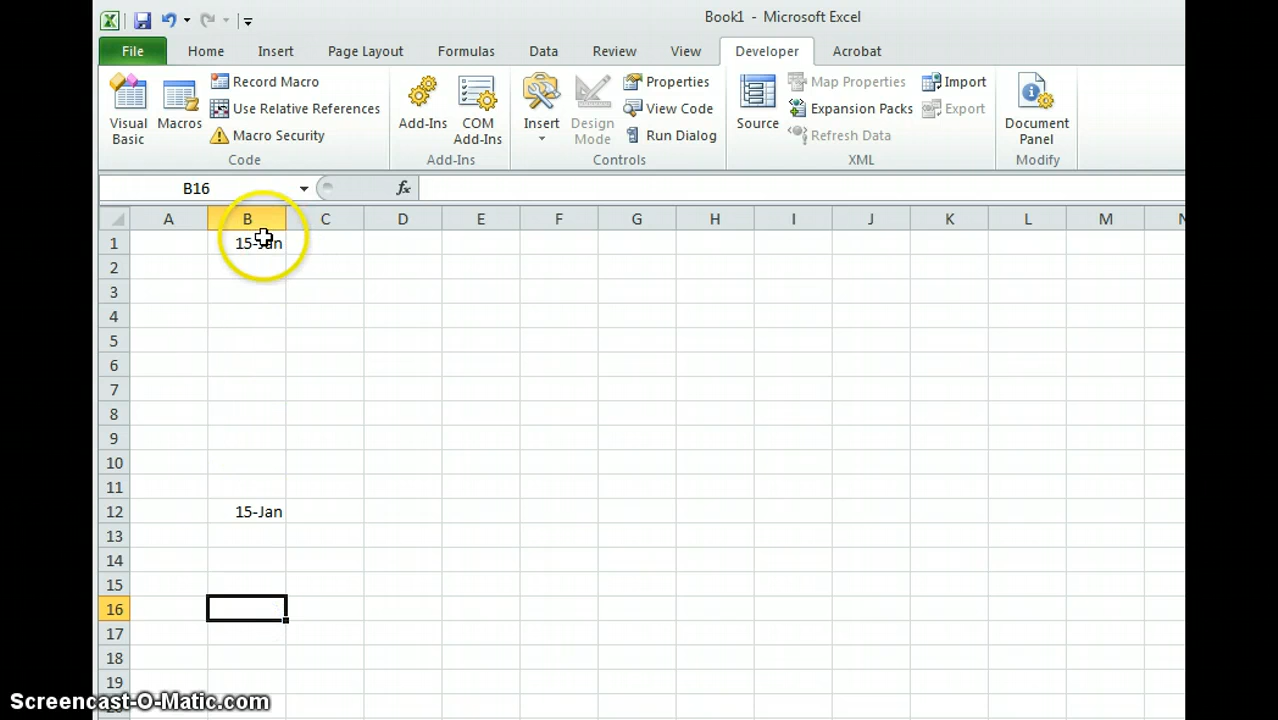 Book1 - Microsoft Excel
File Home Insert Page Layout Formulas Data Review View Developer Acrobat
Visual Basic
Macros
Record Macro
Use Relative References
Macro Security
Code
Add-Ins
COM Add-Ins
Add-Ins
Insert
Design Mode
Properties
View Code
Run Dialog
Controls
Source
Map Properties
Expansion Packs
Refresh Data
Import
Export
XML
Document Panel
Modify
B16 fx
A B C D E F G H I J K L M N
1 15-Jan
2
3
4
5
6
7
8
9
10
11
12 15-Jan
13
14
15
16
17
18
19
Screencast-O-Matic.com